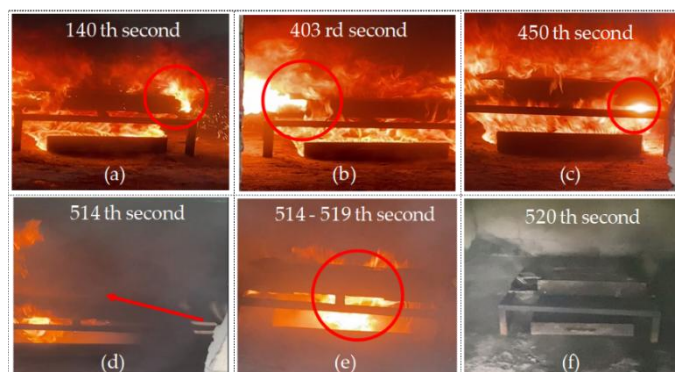 140 th second
403 rd second
450 th second
(a)
(b)
(c)
514 th second
514 - 519 th second
520 th second
(d)
(e)
(f)